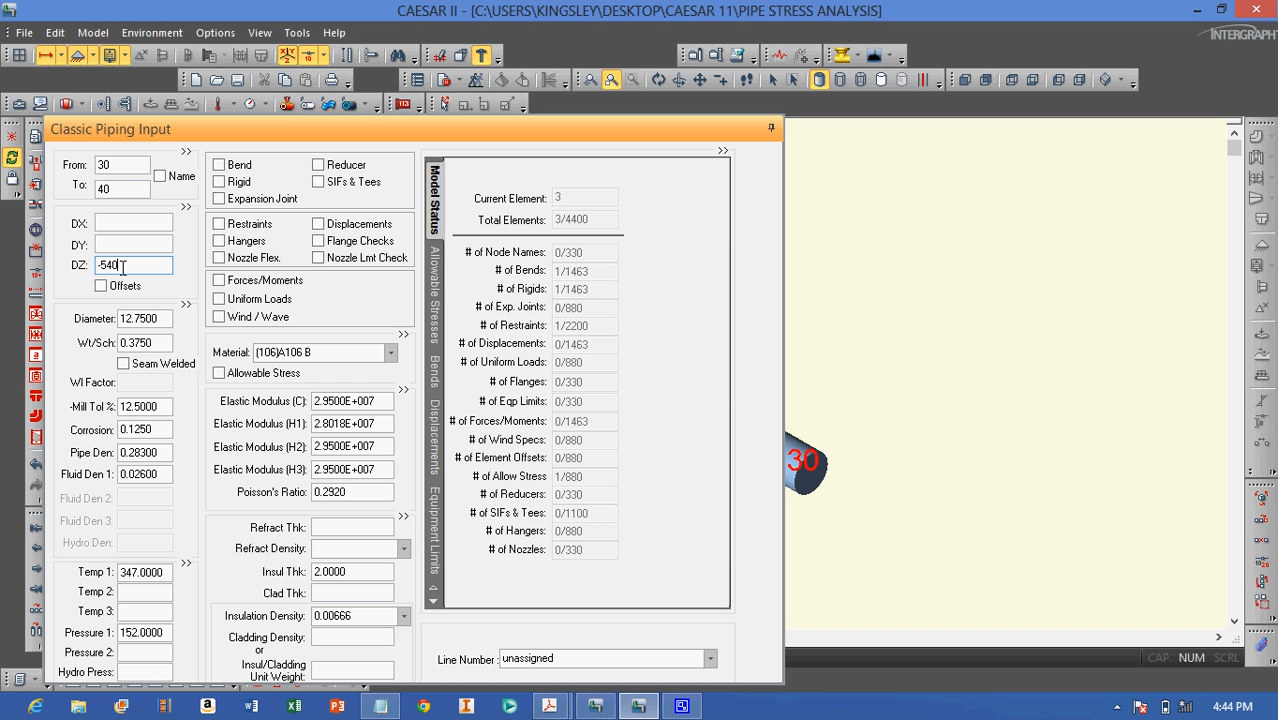 CAESAR II - [C:\USERS\KINGSLEY\DESKTOP\CAESAR 11\PIPE STRESS ANALYSIS]
File Edit Model Environment Options View Tools Help
INTERGRAPH
113
Classic Piping Input
From: 30
To: 40
Name
DX:
DY:
DZ: -540
Offsets
Diameter: 12.7500
Wt/Sch: 0.3750
Seam Welded
WI Factor:
-Mill Tol %: 12.5000
Corrosion: 0.1250
Pipe Den: 0.28300
Fluid Den 1: 0.02600
Fluid Den 2:
Fluid Den 3:
Hydro Den:
Temp 1: 347.0000
Temp 2:
Temp 3:
Pressure 1: 152.0000
Pressure 2:
Hydro Press:
Bend Reducer
Rigid SIFs & Tees
Expansion Joint
Restraints Displacements
Hangers Flange Checks
Nozzle Flex. Nozzle Lmt Check
Forces/Moments
Uniform Loads
Wind / Wave
Material: (106)A106 B
Allowable Stress
Elastic Modulus (C): 2.9500E+007
Elastic Modulus (H1): 2.8018E+007
Elastic Modulus (H2): 2.9500E+007
Elastic Modulus (H3): 2.9500E+007
Poisson's Ratio: 0.2920
Refract Thk:
Refract Density:
Insul Thk: 2.0000
Clad Thk:
Insulation Density: 0.00666
Cladding Density:
or
Insul/Cladding
Unit Weight:
Model Status
Allowable Stresses
Bends
Displacements
Equipment Limits
Current Element: 3
Total Elements: 3/4400
# of Node Names: 0/330
# of Bends: 1/1463
# of Rigids: 1/1463
# of Exp. Joints: 0/880
# of Restraints: 1/2200
# of Displacements: 0/1463
# of Uniform Loads: 0/880
# of Flanges: 0/330
# of Eqp Limits: 0/330
# of Forces/Moments: 0/1463
# of Wind Specs: 0/880
# of Element Offsets: 0/880
# of Allow Stress 1/880
# of Reducers: 0/330
# of SIFs & Tees: 0/1100
# of Hangers: 0/880
# of Nozzles: 0/330
Line Number: unassigned
30
CAP NUM SCRL
4:44 PM